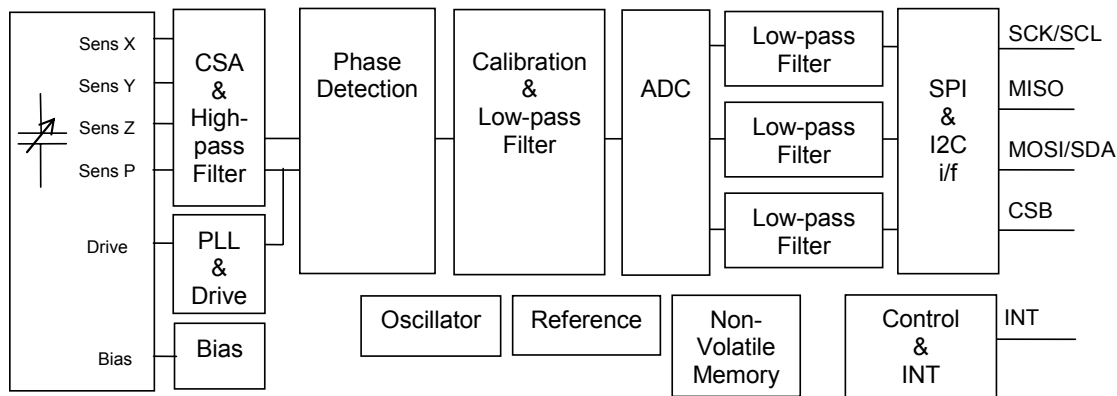 Sens X
Sens Y
Sens Z
Sens P
Drive
Bias
CSA
&
High-
pass
Filter
PLL
&
Drive
Bias
Phase
Detection
Calibration
&
Low-pass
Filter
ADC
Low-pass
Filter
Low-pass
Filter
Low-pass
Filter
SPI
&
I2C
i/f
SCK/SCL
MISO
MOSI/SDA
CSB
Oscillator
Reference
Non-
Volatile
Memory
Control
&
INT
INT